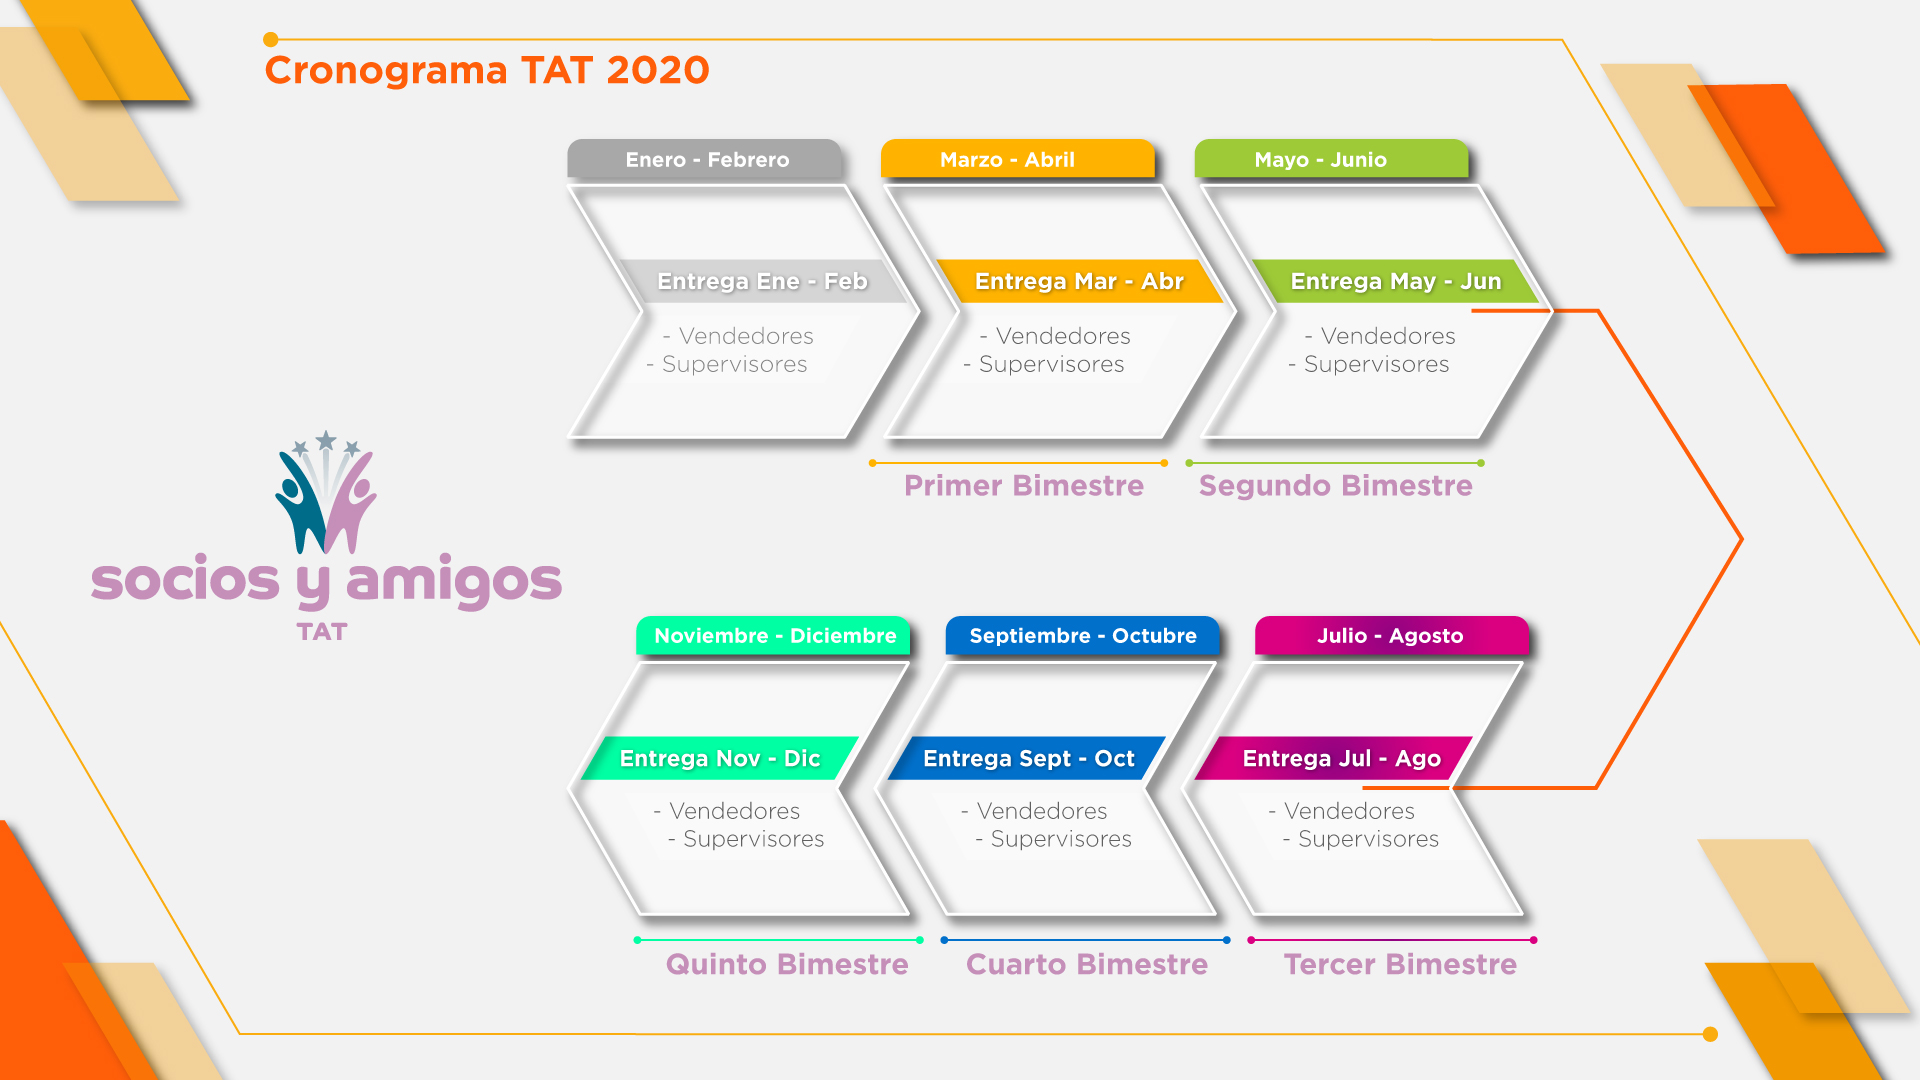 Cronograma TAT 2020
Enero - Febrero
Marzo - Abril
Mayo - Junio
Entrega Ene - Feb
- Vendedores
- Supervisores
Entrega Mar - Abr
- Vendedores
- Supervisores
Entrega May - Jun
- Vendedores
- Supervisores
Primer Bimestre
Segundo Bimestre
socios y amigos
TAT
Noviembre - Diciembre
Septiembre - Octubre
Julio - Agosto
Entrega Nov - Dic
- Vendedores
- Supervisores
Entrega Sept - Oct
- Vendedores
- Supervisores
Entrega Jul - Ago
- Vendedores
- Supervisores
Quinto Bimestre
Cuarto Bimestre
Tercer Bimestre